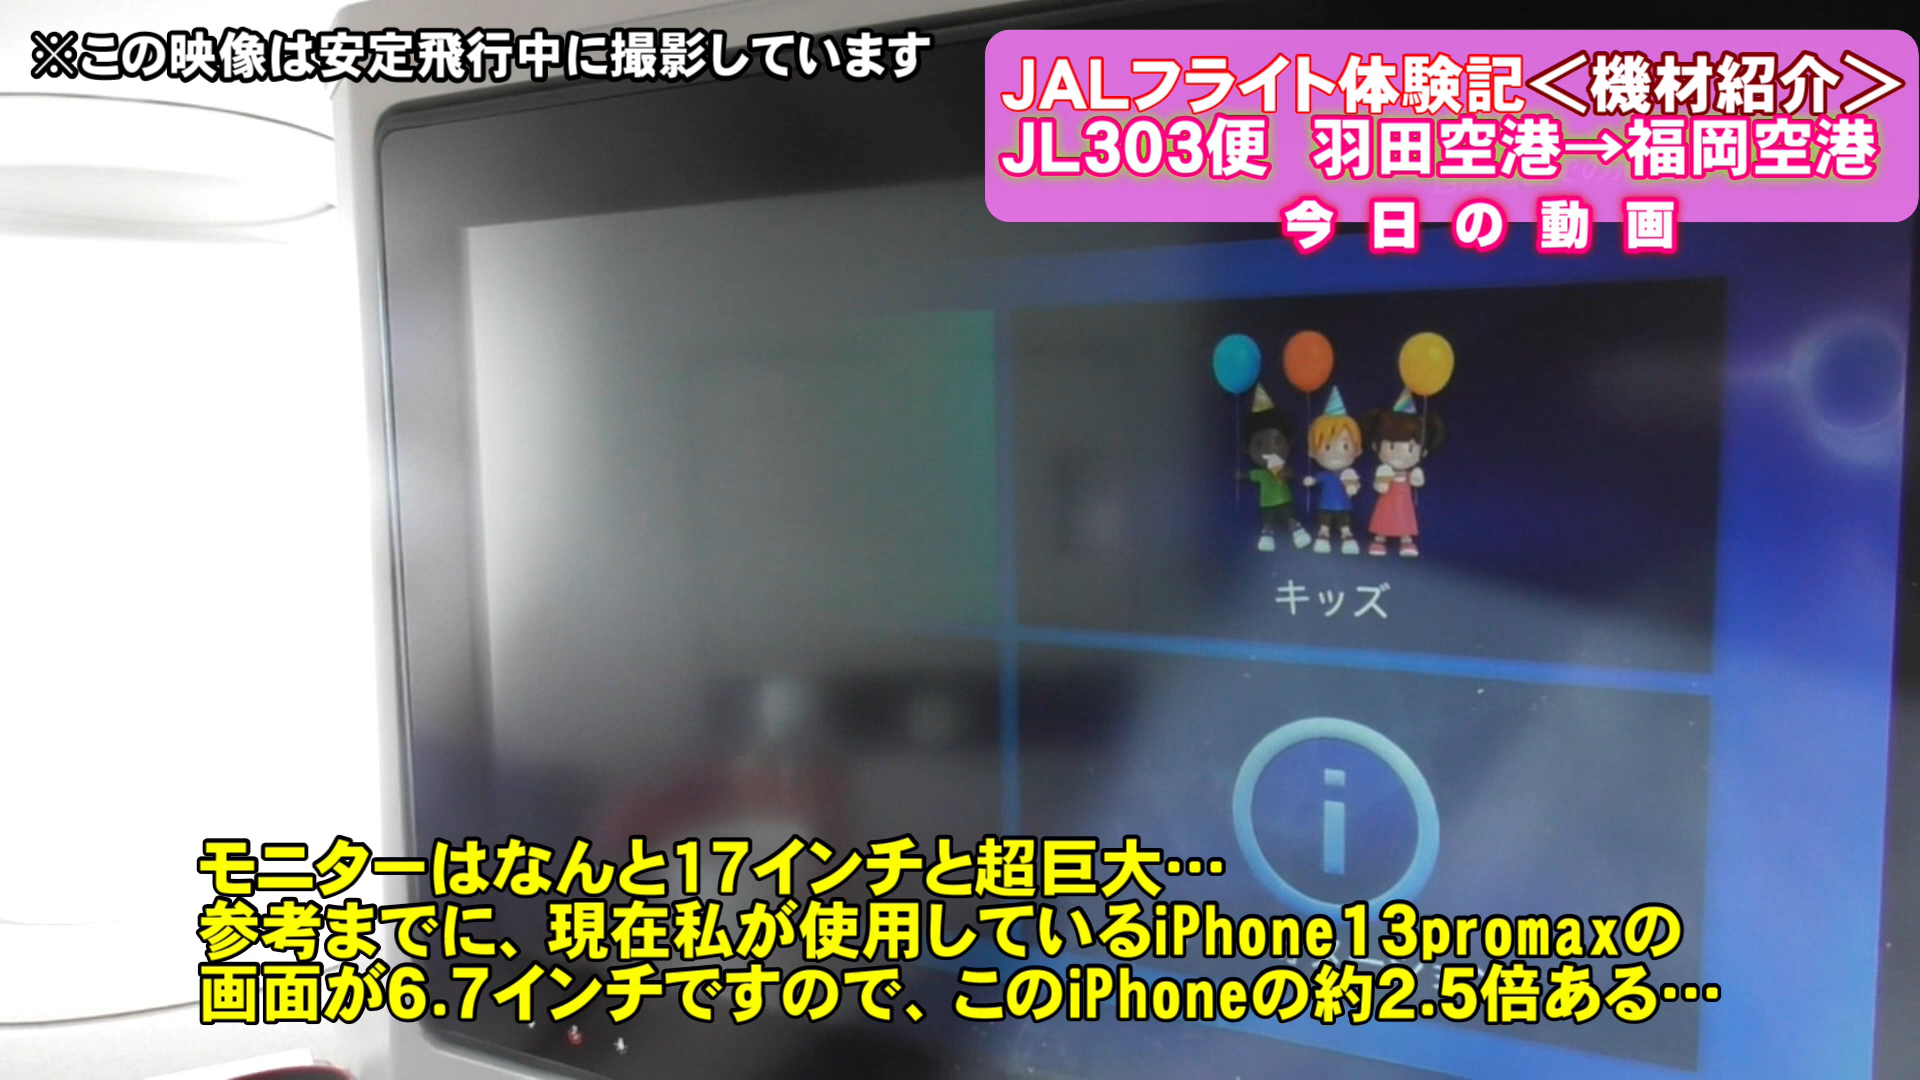 ※この映像は安定飛行中に撮影しています
JALフライト体験記＜機材紹介＞
JL303便　羽田空港→福岡空港
今日の動画
キッズ
i
モニターはなんと17インチと超巨大…
参考までに、現在私が使用しているiPhone13promaxの
画面が6.7インチですので、このiPhoneの約2.5倍ある…